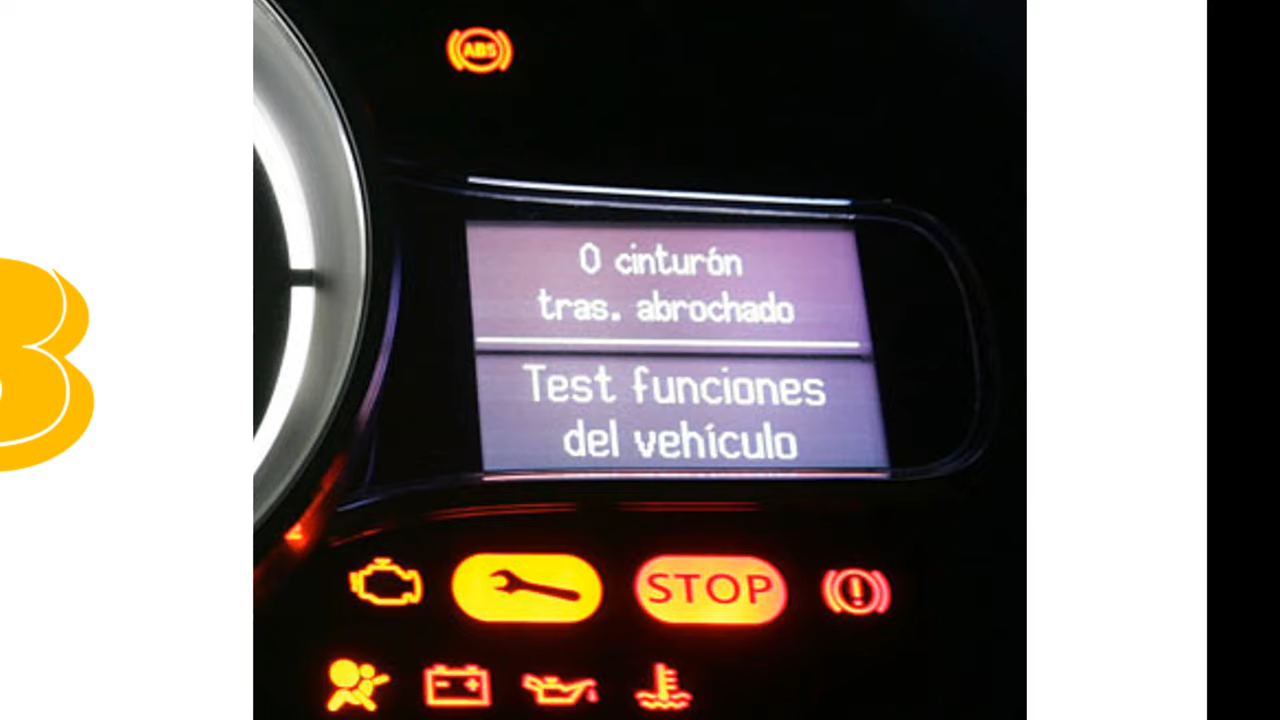 ABS
0 cinturón
tras. abrochado
Test funciones
del vehículo
STOP